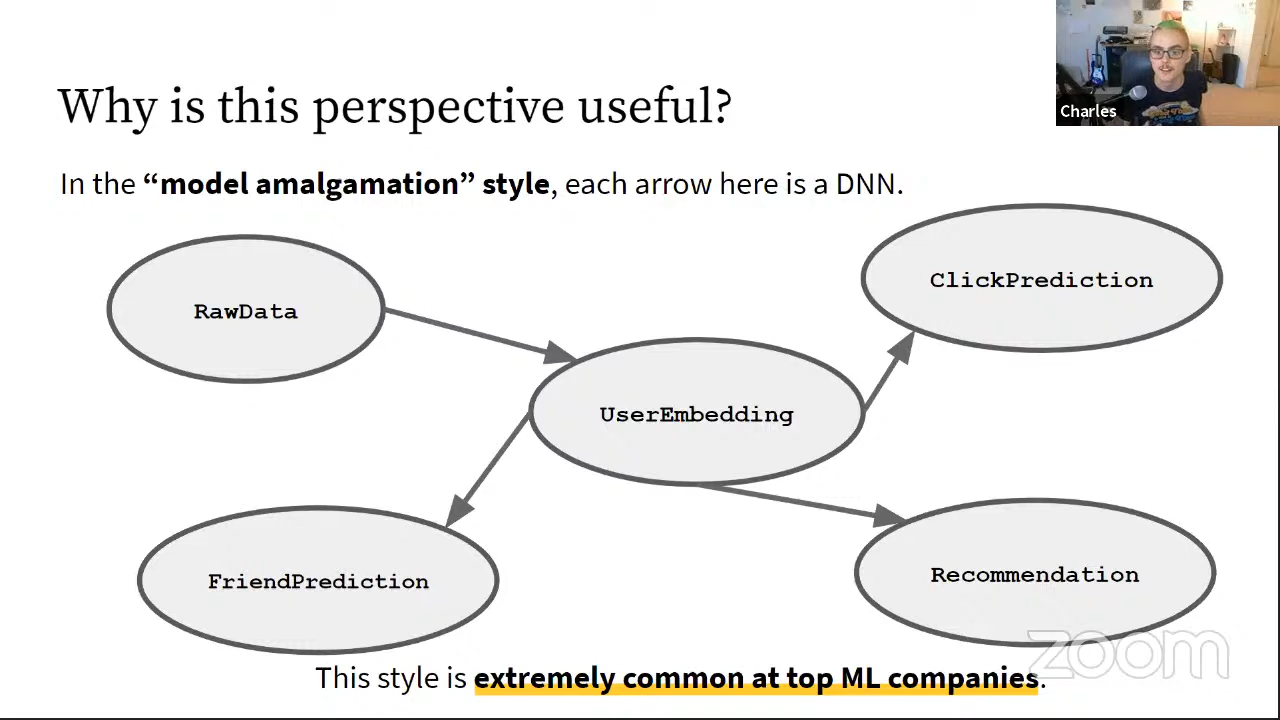 Charles
Why is this perspective useful?
In the “model amalgamation” style, each arrow here is a DNN.
RawData
ClickPrediction
UserEmbedding
FriendPrediction
Recommendation
This style is extremely common at top ML companies.
zoom